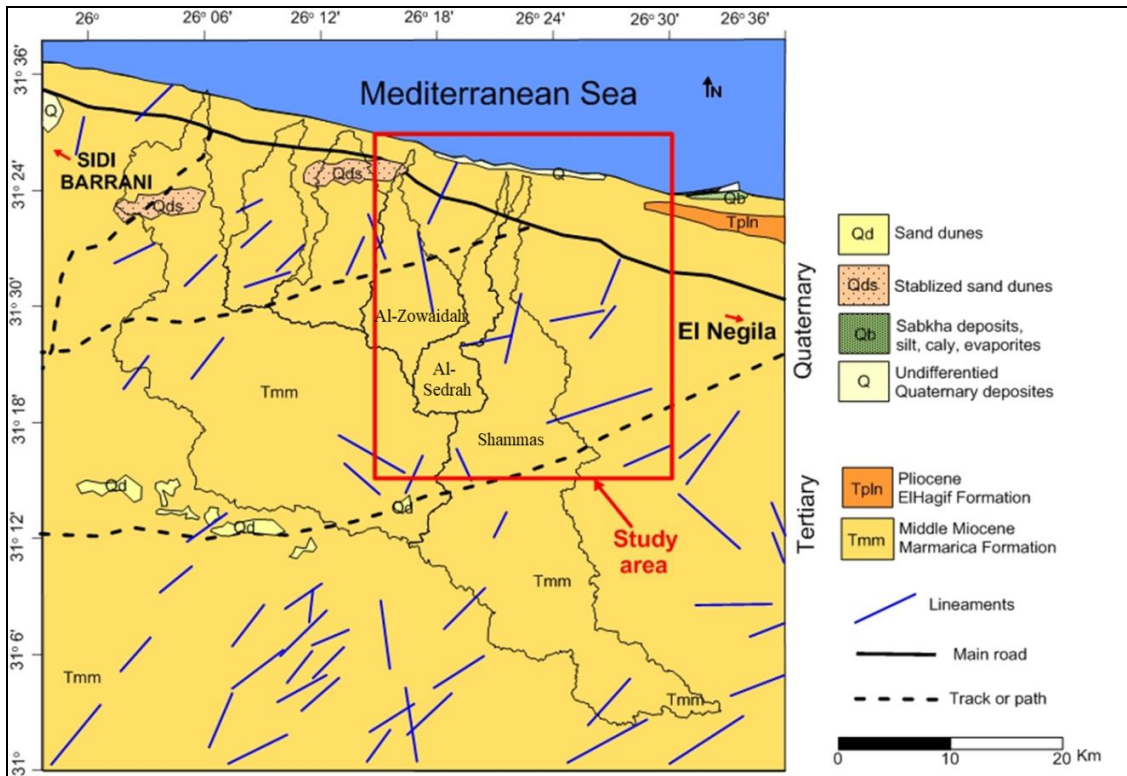 26° 26° 06' 26° 12' 26° 18' 26° 24' 26° 30' 26° 36'
31° 36'
31° 24'
31° 30'
31° 18'
31° 12'
31° 6'
31°
Mediterranean Sea
N
Q
SIDI
BARRANI
Qds
Qds
Q
Qb
Tpln
Al-Zowaidah
El Negila
Al-
Sedrah
Tmm
Shammas
Qd
Qd
Qd
Study
area
Tmm
Tmm
Tmm
Tmm
Quaternary
Qd Sand dunes
Qds Stablized sand dunes
Qb Sabkha deposits,
silt, caly, evaporites
Q Undifferentied
Quaternary deposites
Tertiary
Tpln Pliocene
ElHagif Formation
Tmm Middle Miocene
Marmarica Formation
Lineaments
Main road
Track or path
0 10 20 Km